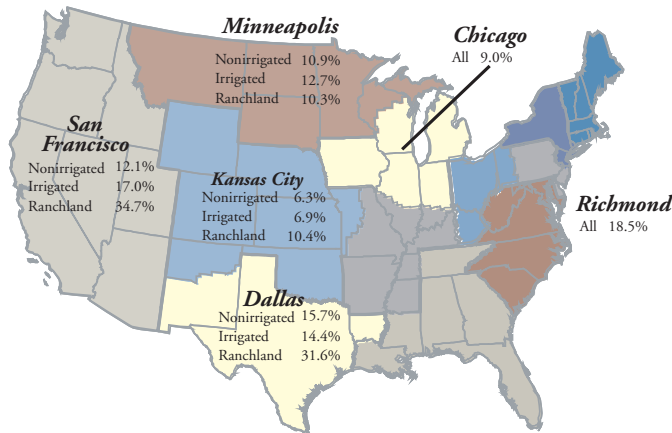 Minneapolis
Nonirrigated 10.9%
Irrigated 12.7%
Ranchland 10.3%
Chicago
All 9.0%
San
Francisco
Nonirrigated 12.1%
Irrigated 17.0%
Ranchland 34.7%
Kansas City
Nonirrigated 6.3%
Irrigated 6.9%
Ranchland 10.4%
Richmond
All 18.5%
Dallas
Nonirrigated 15.7%
Irrigated 14.4%
Ranchland 31.6%